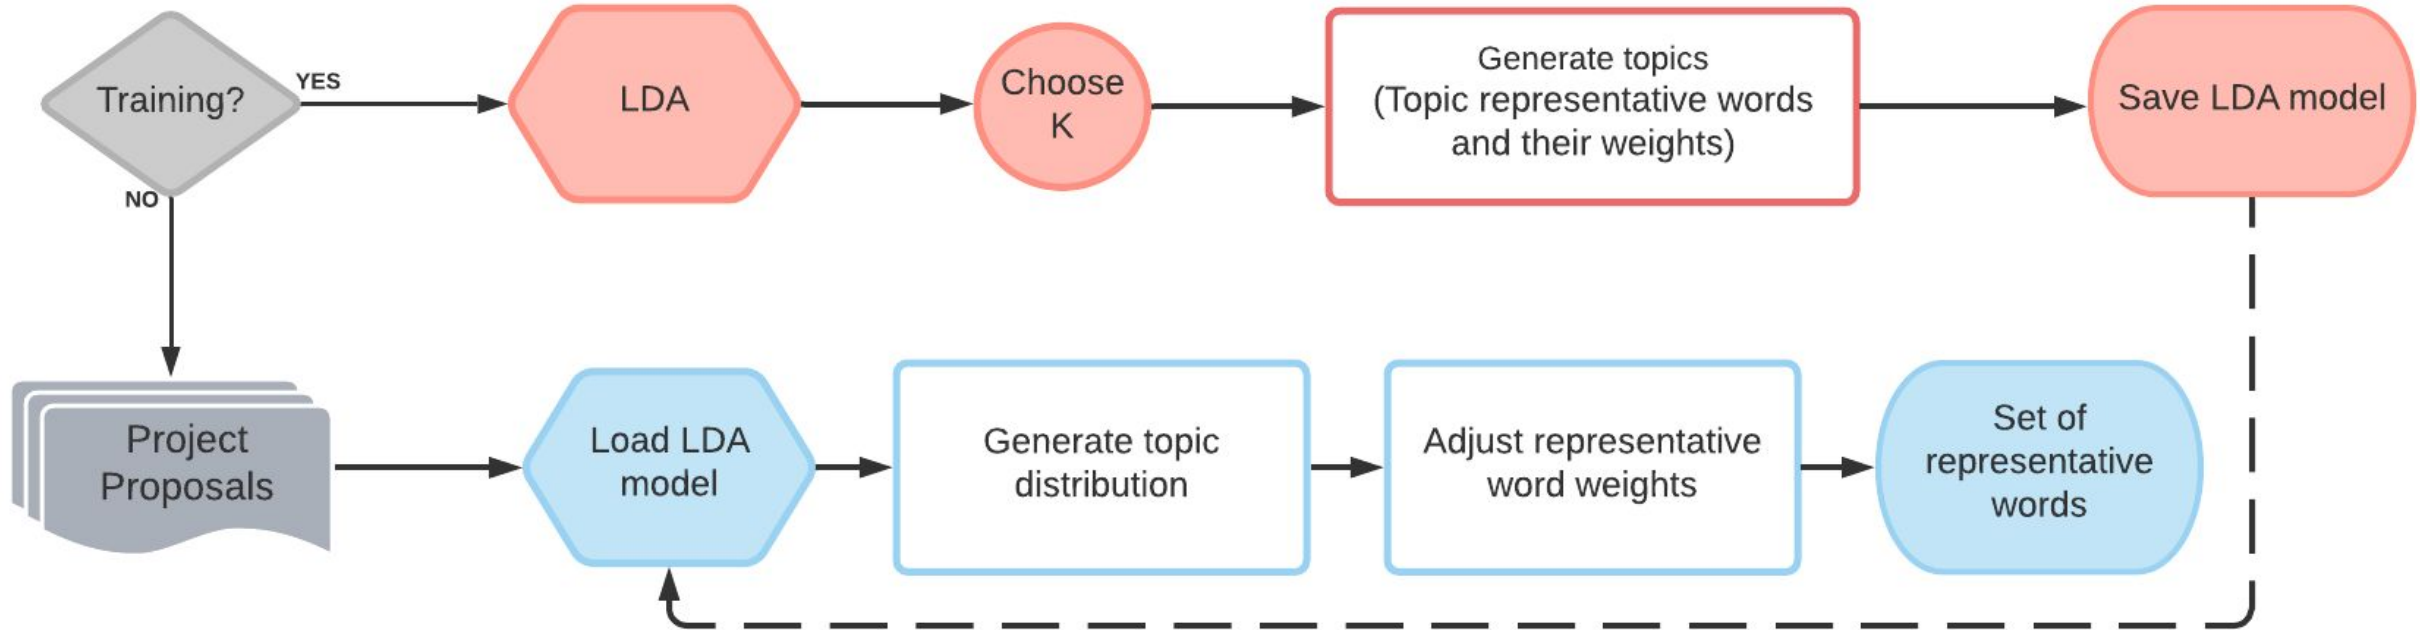 Training?
YES
LDA
Choose
K
Generate topics
(Topic representative words
and their weights)
Save LDA model
NO
Project
Proposals
Load LDA
model
Generate topic
distribution
Adjust representative
word weights
Set of
representative
words